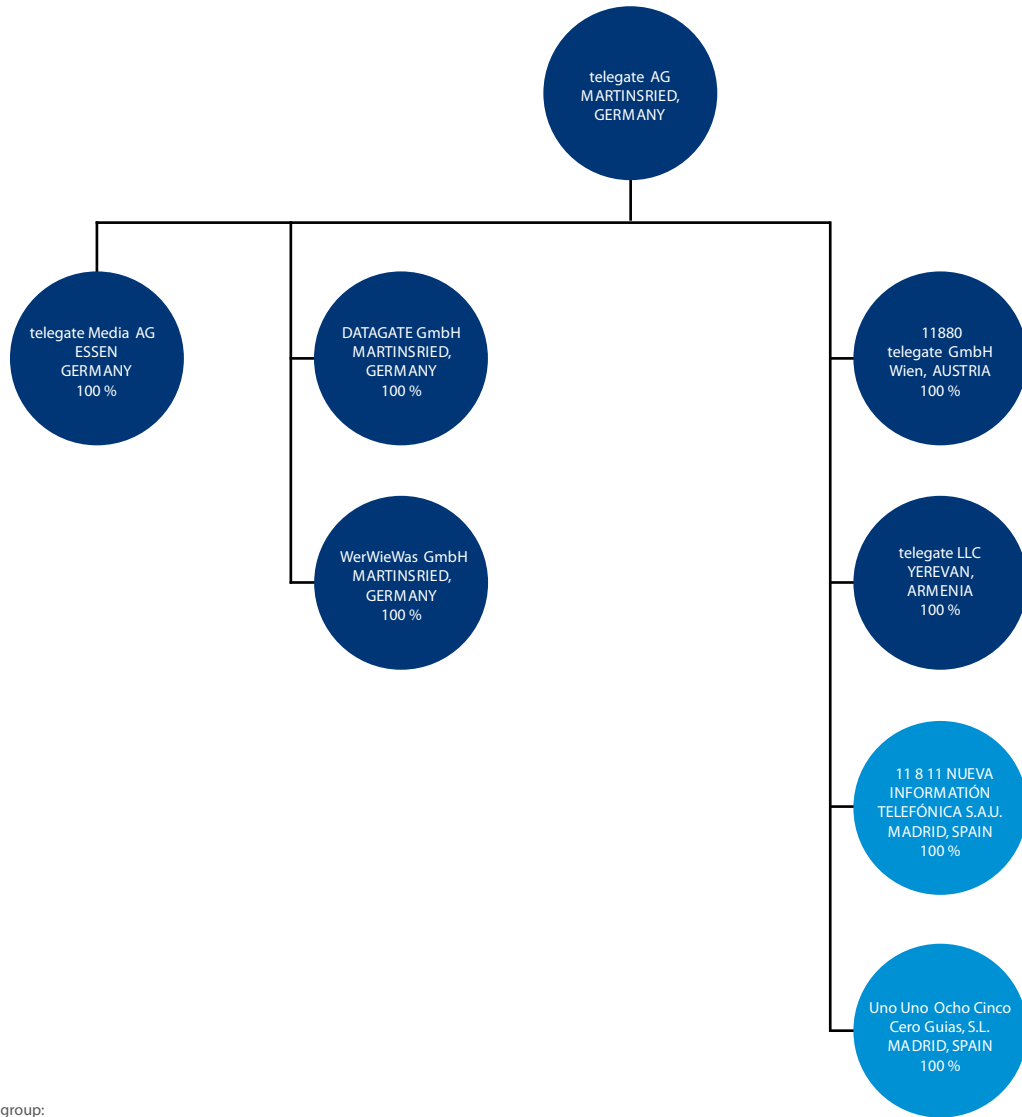 telegate AG
MARTINSRIED,
GERMANY
telegate Media AG
ESSEN
GERMANY
100 %
DATAGATE GmbH
MARTINSRIED,
GERMANY
100 %
11880
telegate GmbH
Wien, AUSTRIA
100 %
WerWieWas GmbH
MARTINSRIED,
GERMANY
100 %
telegate LLC
YEREVAN,
ARMENIA
100 %
11 8 11 NUEVA
INFORMATIÓN
TELEFÓNICA S.A.U.
MADRID, SPAIN
100 %
Uno Uno Ocho Cinco
Cero Guias, S.L.
MADRID, SPAIN
100 %
group: